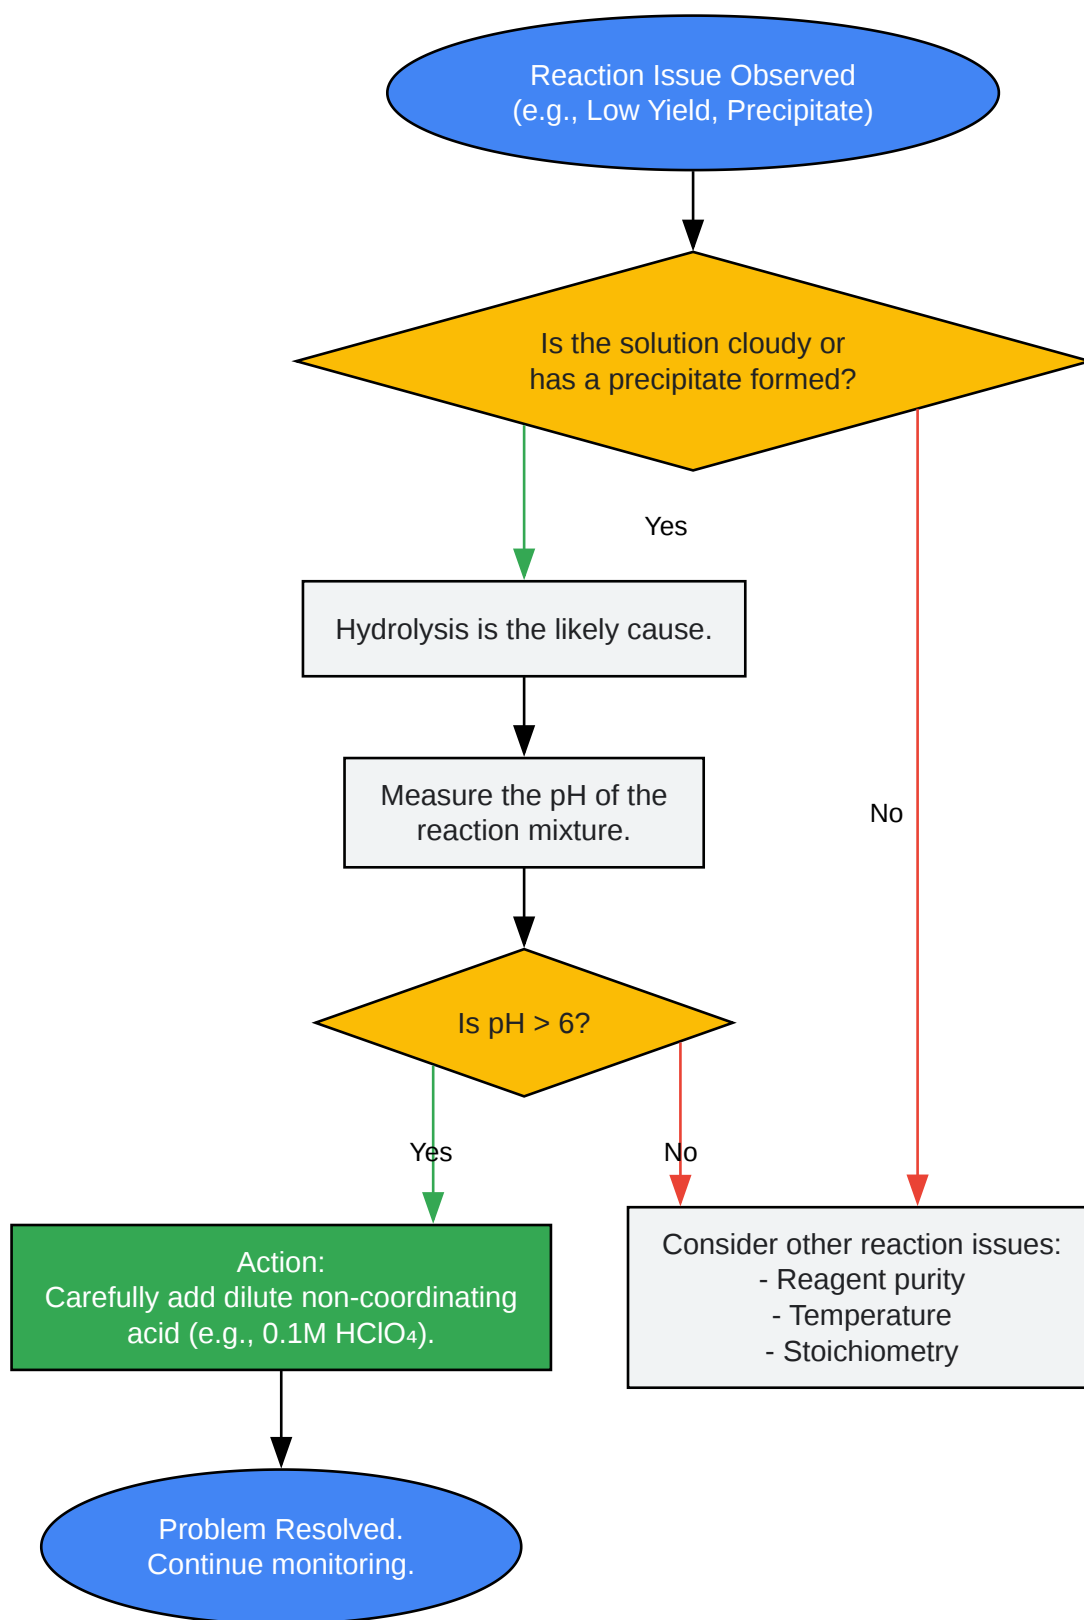 Reaction Issue Observed
(e.g., Low Yield, Precipitate)
Is the solution cloudy or
has a precipitate formed?
Yes
Hydrolysis is the likely cause.
Measure the pH of the
reaction mixture.
No
Is pH > 6?
Yes
No
Action:
Carefully add dilute non-coordinating
acid (e.g., 0.1M HClO₄).
Consider other reaction issues:
- Reagent purity
- Temperature
- Stoichiometry
Problem Resolved.
Continue monitoring.